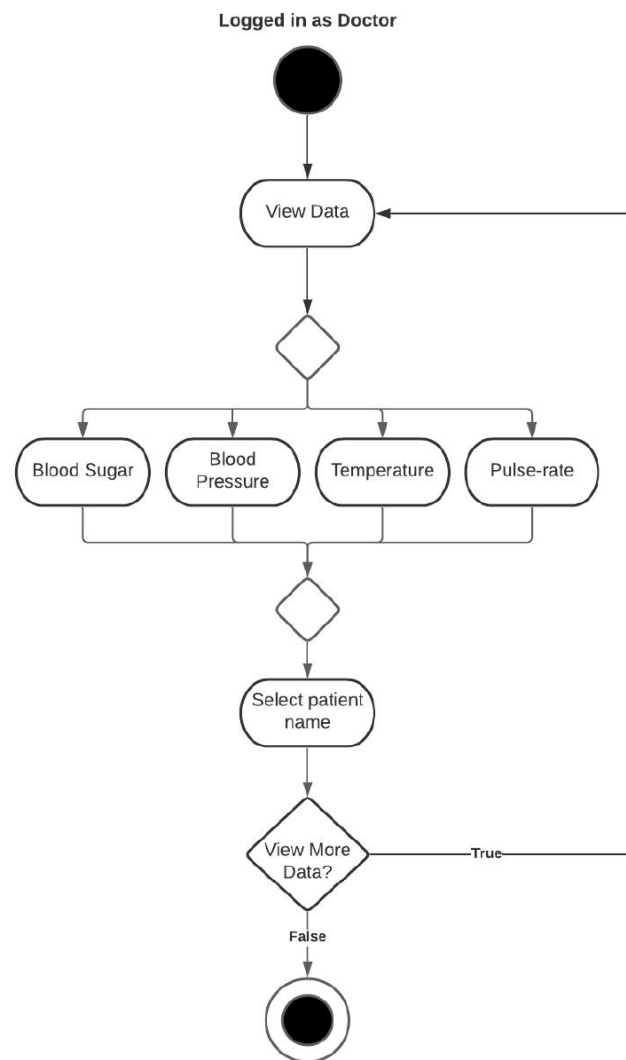 Logged in as Doctor
View Data
Blood Sugar
Blood
Pressure
Temperature
Pulse-rate
Select patient
name
View More
Data?
True
False